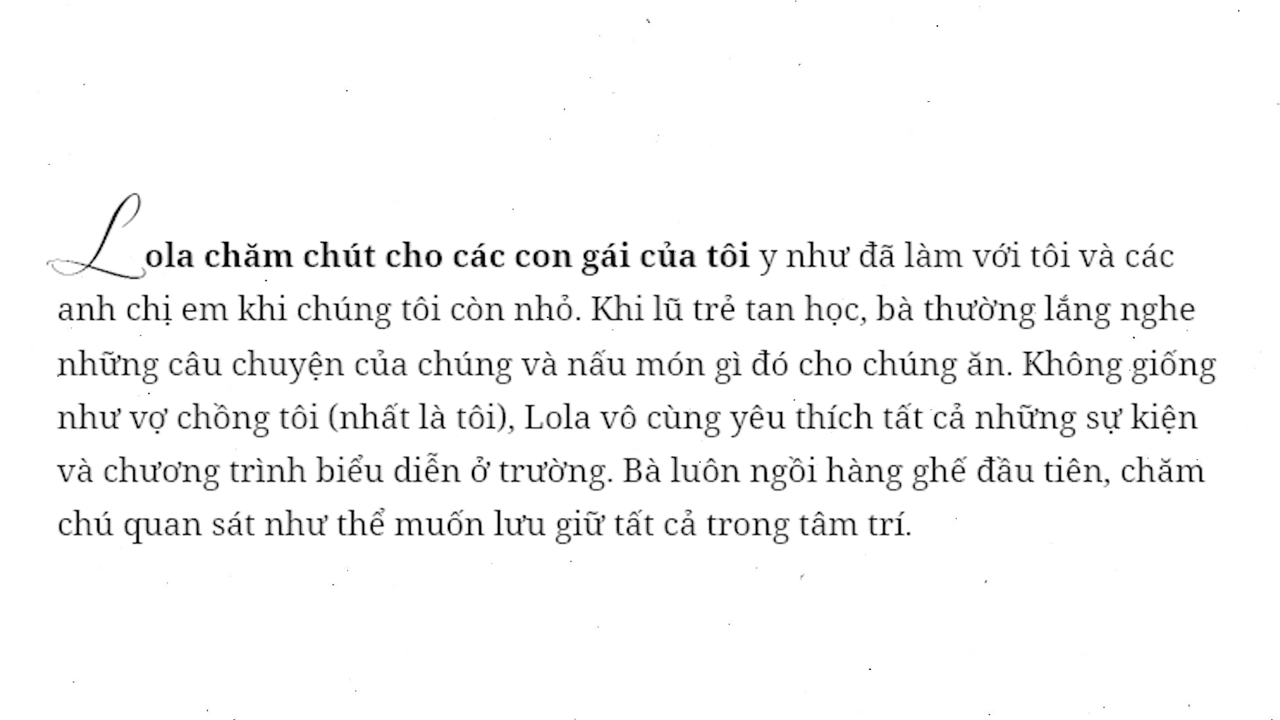 Lola chăm chút cho các con gái của tôi y như đã làm với tôi và các
anh chị em khi chúng tôi còn nhỏ. Khi lũ trẻ tan học, bà thường lắng nghe
những câu chuyện của chúng và nấu món gì đó cho chúng ăn. Không giống
như vợ chồng tôi (nhất là tôi), Lola vô cùng yêu thích tất cả những sự kiện
và chương trình biểu diễn ở trường. Bà luôn ngồi hàng ghế đầu tiên, chăm
chú quan sát như thể muốn lưu giữ tất cả trong tâm trí.